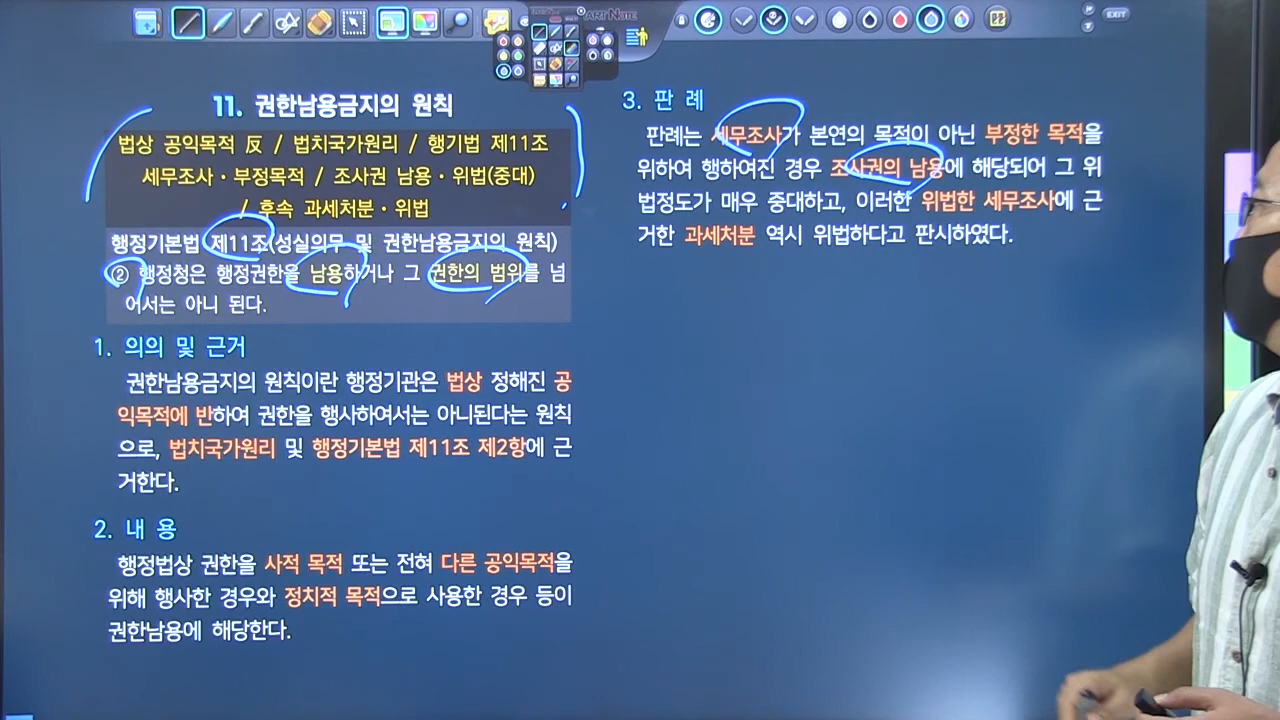 ART NOTE
EXIT
11. 권한남용금지의 원칙
법상 공익목적 反 / 법치국가원리 / 행기법 제11조
세무조사·부정목적 / 조사권 남용·위법(중대)
/ 후속 과세처분·위법
행정기본법 제11조(성실의무 및 권한남용금지의 원칙)
② 행정청은 행정권한을 남용하거나 그 권한의 범위를 넘
어서는 아니 된다.
1. 의의 및 근거
권한남용금지의 원칙이란 행정기관은 법상 정해진 공
익목적에 반하여 권한을 행사하여서는 아니된다는 원칙
으로, 법치국가원리 및 행정기본법 제11조 제2항에 근
거한다.
2. 내 용
행정법상 권한을 사적 목적 또는 전혀 다른 공익목적을
위해 행사한 경우와 정치적 목적으로 사용한 경우 등이
권한남용에 해당한다.
3. 판 례
판례는 세무조사가 본연의 목적이 아닌 부정한 목적을
위하여 행하여진 경우 조사권의 남용에 해당되어 그 위
법정도가 매우 중대하고, 이러한 위법한 세무조사에 근
거한 과세처분 역시 위법하다고 판시하였다.